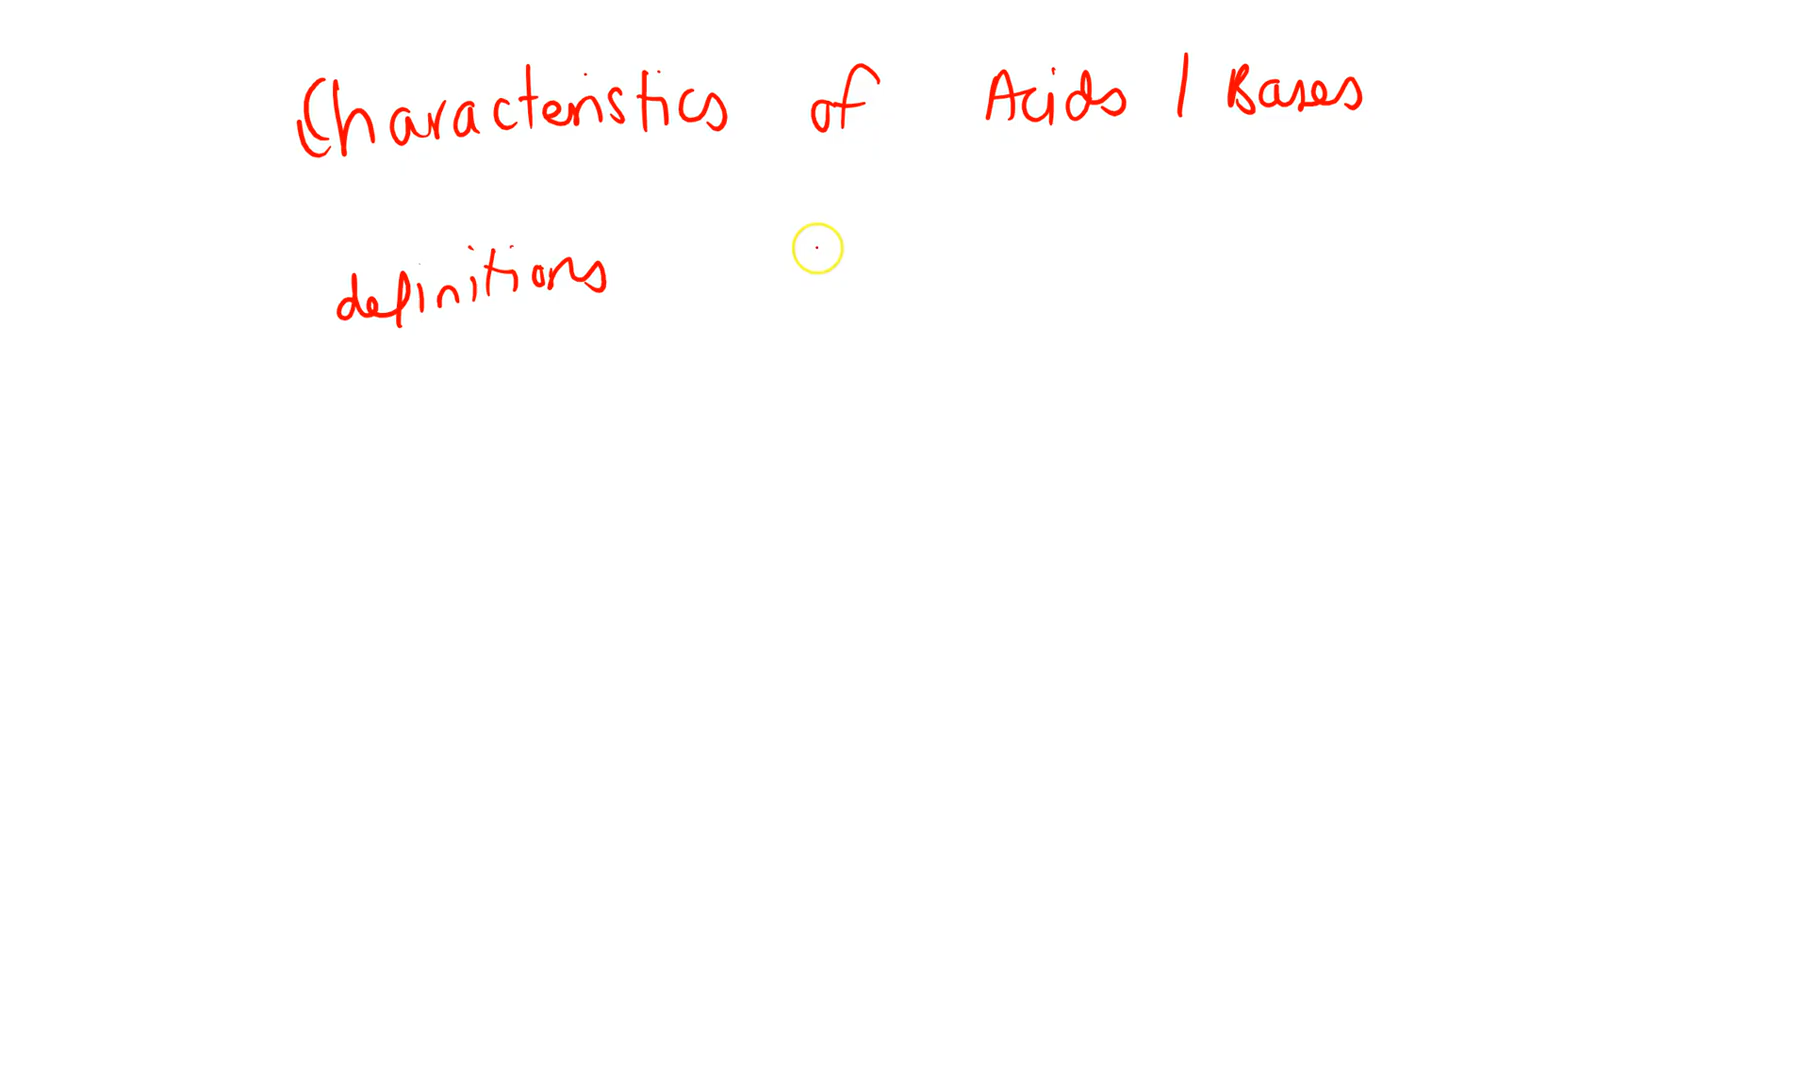 Characteristics of Acids / Bases
definitions